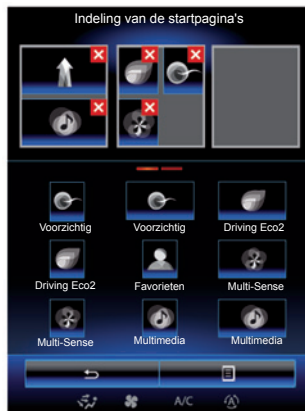 Indeling van de startpagina's
Voorzichtig
Voorzichtig
Driving Eco2
Driving Eco2
Favorieten
Multi-Sense
Multi-Sense
Multimedia
Multimedia
A/C
A